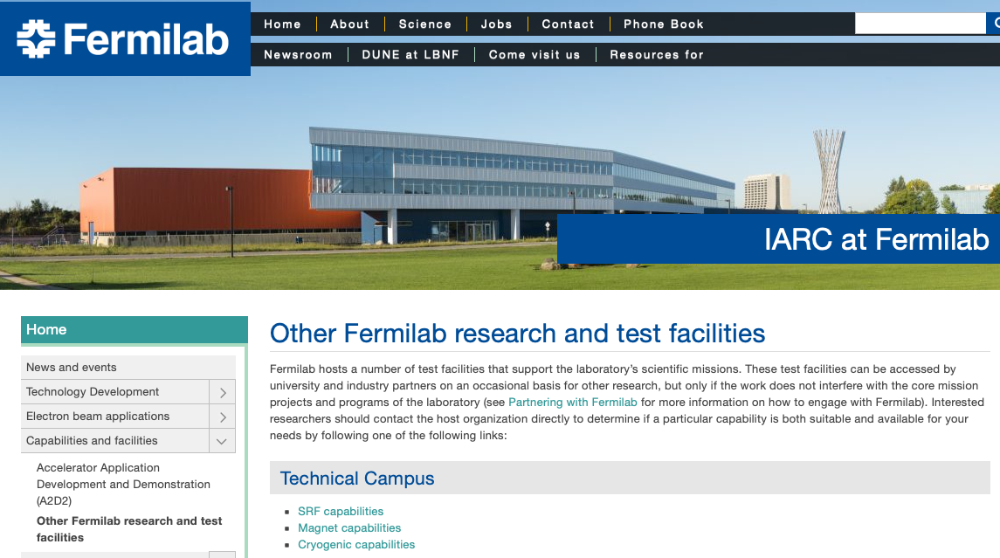 Fermilab
Home About Science Jobs Contact Phone Book
Newsroom DUNE at LBNF Come visit us Resources for
IARC at Fermilab
Home
News and events
Technology Development
Electron beam applications
Capabilities and facilities
Accelerator Application
Development and Demonstration
(A2D2)
Other Fermilab research and test
facilities
Other Fermilab research and test facilities
Fermilab hosts a number of test facilities that support the laboratory’s scientific missions. These test facilities can be accessed by
university and industry partners on an occasional basis for other research, but only if the work does not interfere with the core mission
projects and programs of the laboratory (see Partnering with Fermilab for more information on how to engage with Fermilab). Interested
researchers should contact the host organization directly to determine if a particular capability is both suitable and available for your
needs by following one of the following links:
Technical Campus
SRF capabilities
Magnet capabilities
Cryogenic capabilities